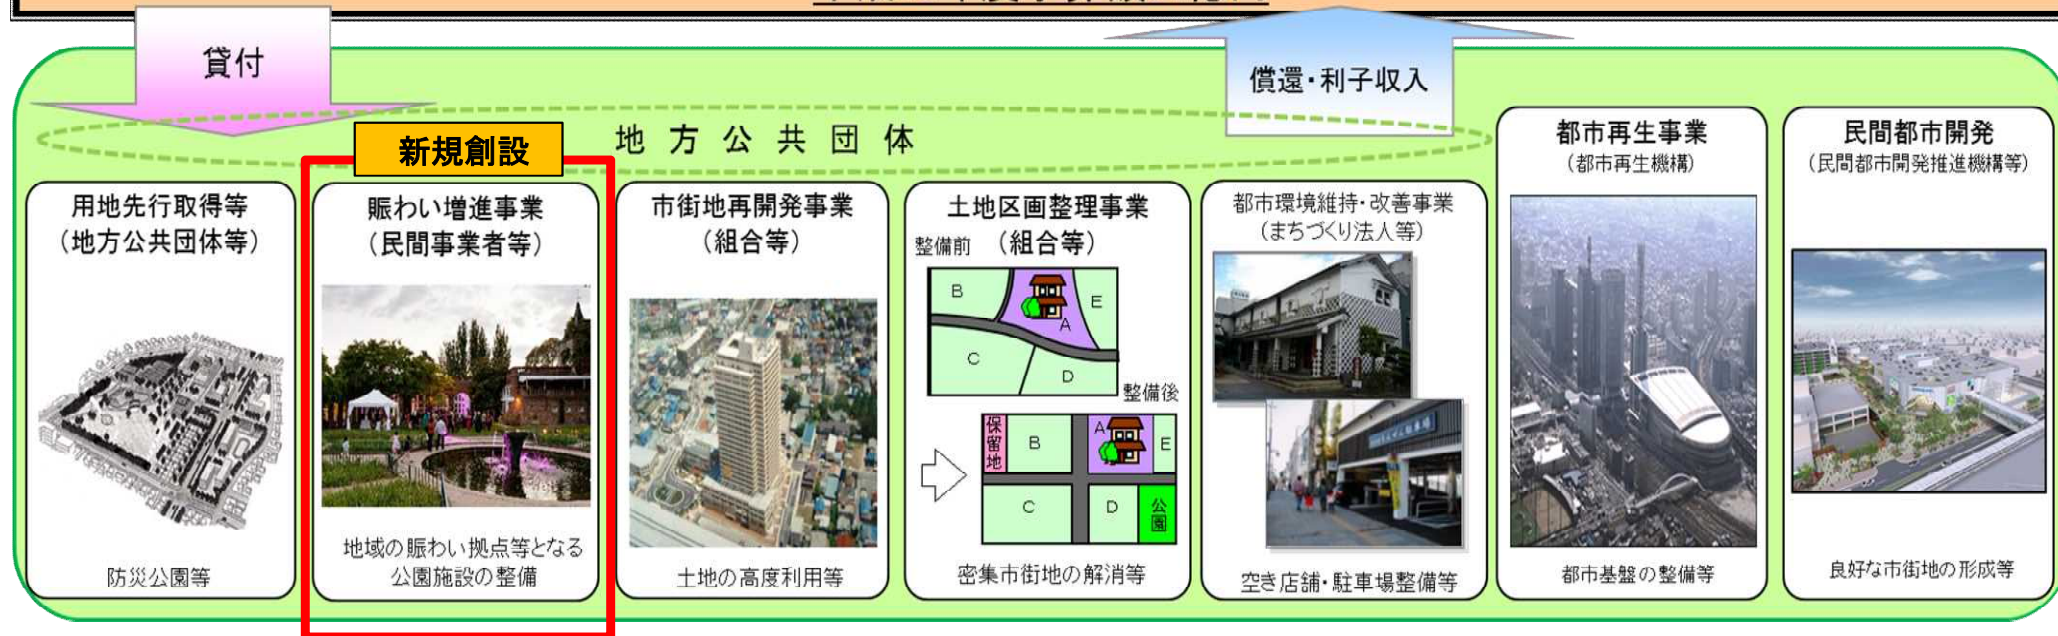 貸付
償還・利子収入
地方公共団体
新規創設
用地先行取得等
（地方公共団体等）
防災公園等
賑わい増進事業
（民間事業者等）
地域の賑わい拠点等となる
公園施設の整備
市街地再開発事業
（組合等）
土地の高度利用等
土地区画整理事業
（組合等）
整備前
B
A
E
C
D
整備後
保留地
B
A
E
C
D
公園
密集市街地の解消等
都市環境維持・改善事業
（まちづくり法人等）
空き店舗・駐車場整備等
都市再生事業
（都市再生機構）
都市基盤の整備等
民間都市開発
（民間都市開発推進機構等）
良好な市街地の形成等